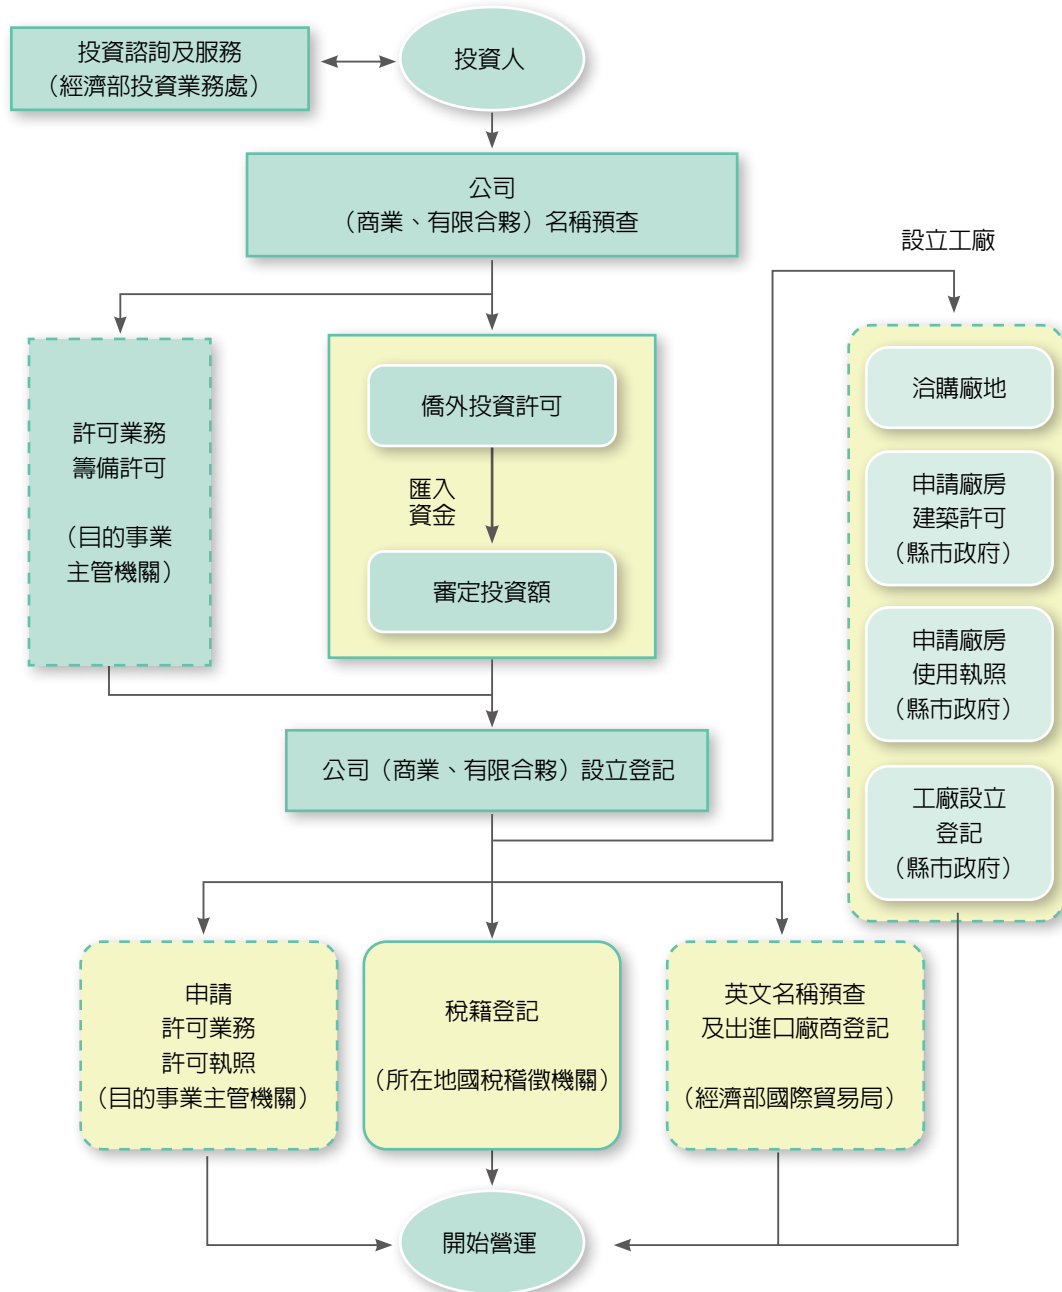 投資諮詢及服務
（經濟部投資業務處）
投資人
公司
（商業、有限合夥）名稱預查
設立工廠
許可業務
籌備許可
（目的事業
主管機關）
僑外投資許可
匯入
資金
審定投資額
洽購廠地
申請廠房
建築許可
（縣市政府）
申請廠房
使用執照
（縣市政府）
工廠設立
登記
（縣市政府）
公司（商業、有限合夥）設立登記
申請
許可業務
許可執照
（目的事業主管機關）
稅籍登記
（所在地國稅稽徵機關）
英文名稱預查
及出進口廠商登記
（經濟部國際貿易局）
開始營運